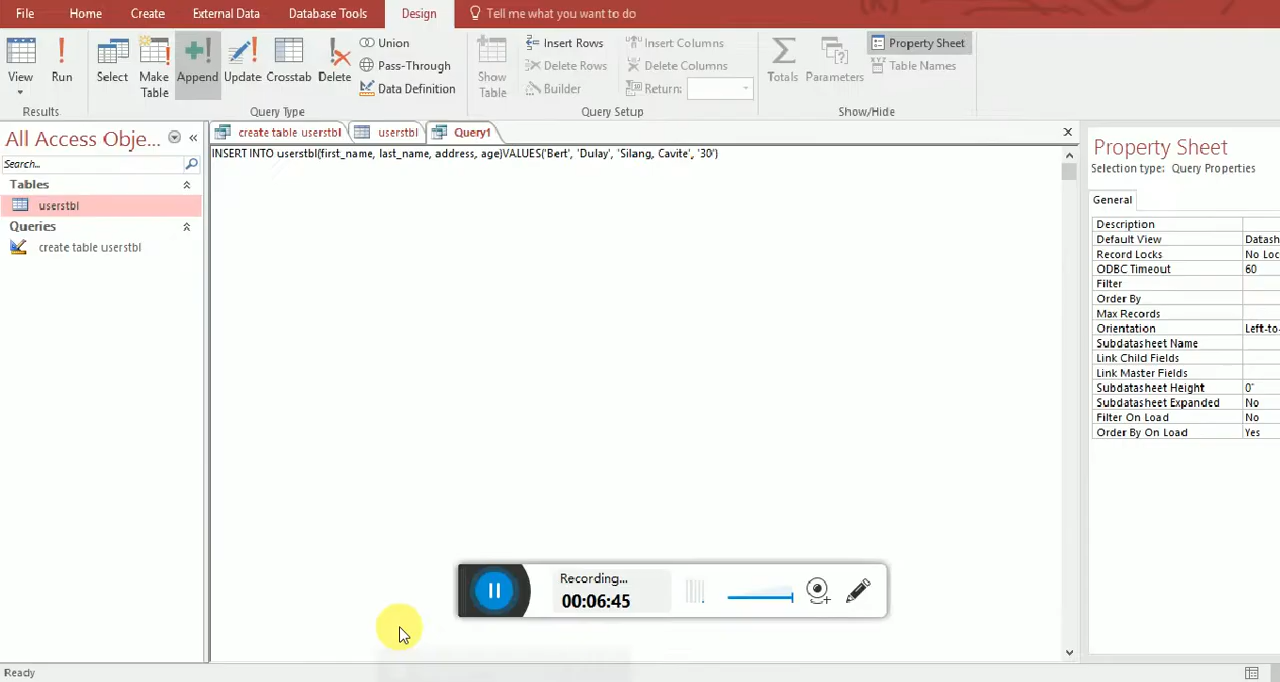 File Home Create External Data Database Tools Design Tell me what you want to do
View
Run
Select
Make Table
Append
Update
Crosstab
Delete
Union
Pass-Through
Data Definition
Show Table
Insert Rows
Delete Rows
Builder
Insert Columns
Delete Columns
Return:
Totals
Parameters
Property Sheet
XYZ
Table Names
Results
Query Type
Query Setup
Show/Hide
All Access Obje...
Search...
Tables
userstbl
Queries
create table userstbl
create table userstbl userstbl Query1
INSERT INTO userstbl(first_name, last_name, address, age)VALUES('Bert', 'Dulay', 'Silang, Cavite', '30')
Property Sheet
Selection type: Query Properties
General
Description
Default View Datash
Record Locks No Loc
ODBC Timeout 60
Filter
Order By
Max Records
Orientation Left-to-
Subdatasheet Name
Link Child Fields
Link Master Fields
Subdatasheet Height 0"
Subdatasheet Expanded No
Filter On Load No
Order By On Load Yes
Recording...
00:06:45
Ready